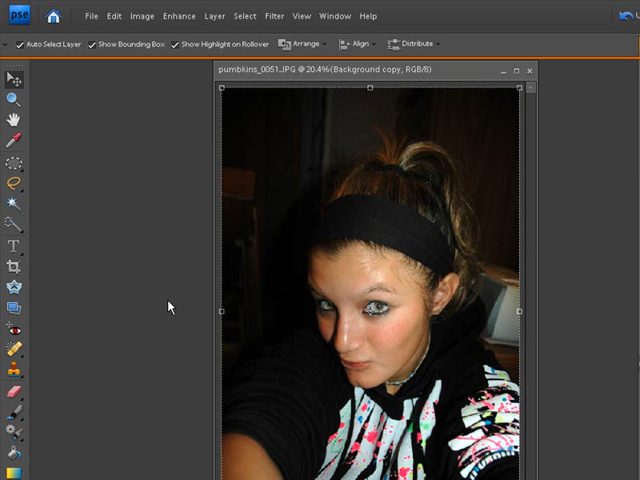 pse File Edit Image Enhance Layer Select Filter View Window Help
Auto Select Layer Show Bounding Box Show Highlight on Rollover Arrange Align Distribute
pumbkins_0051.JPG @ 20.4% (Background copy, RGB/8)
T